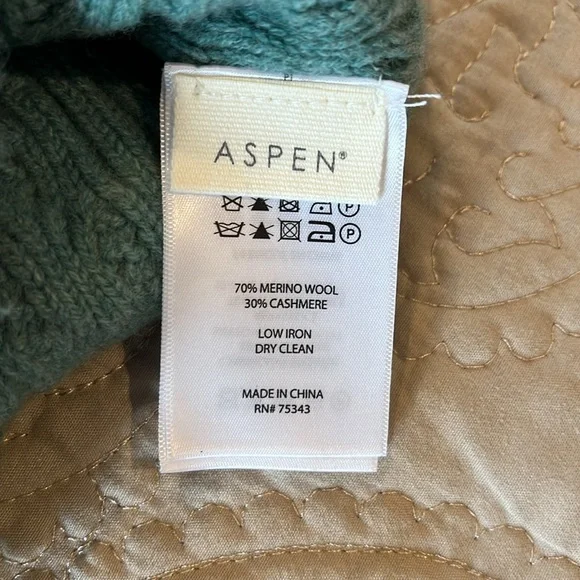 ASPEN®
P
P
70% MERINO WOOL
30% CASHMERE
LOW IRON
DRY CLEAN
MADE IN CHINA
RN# 75343